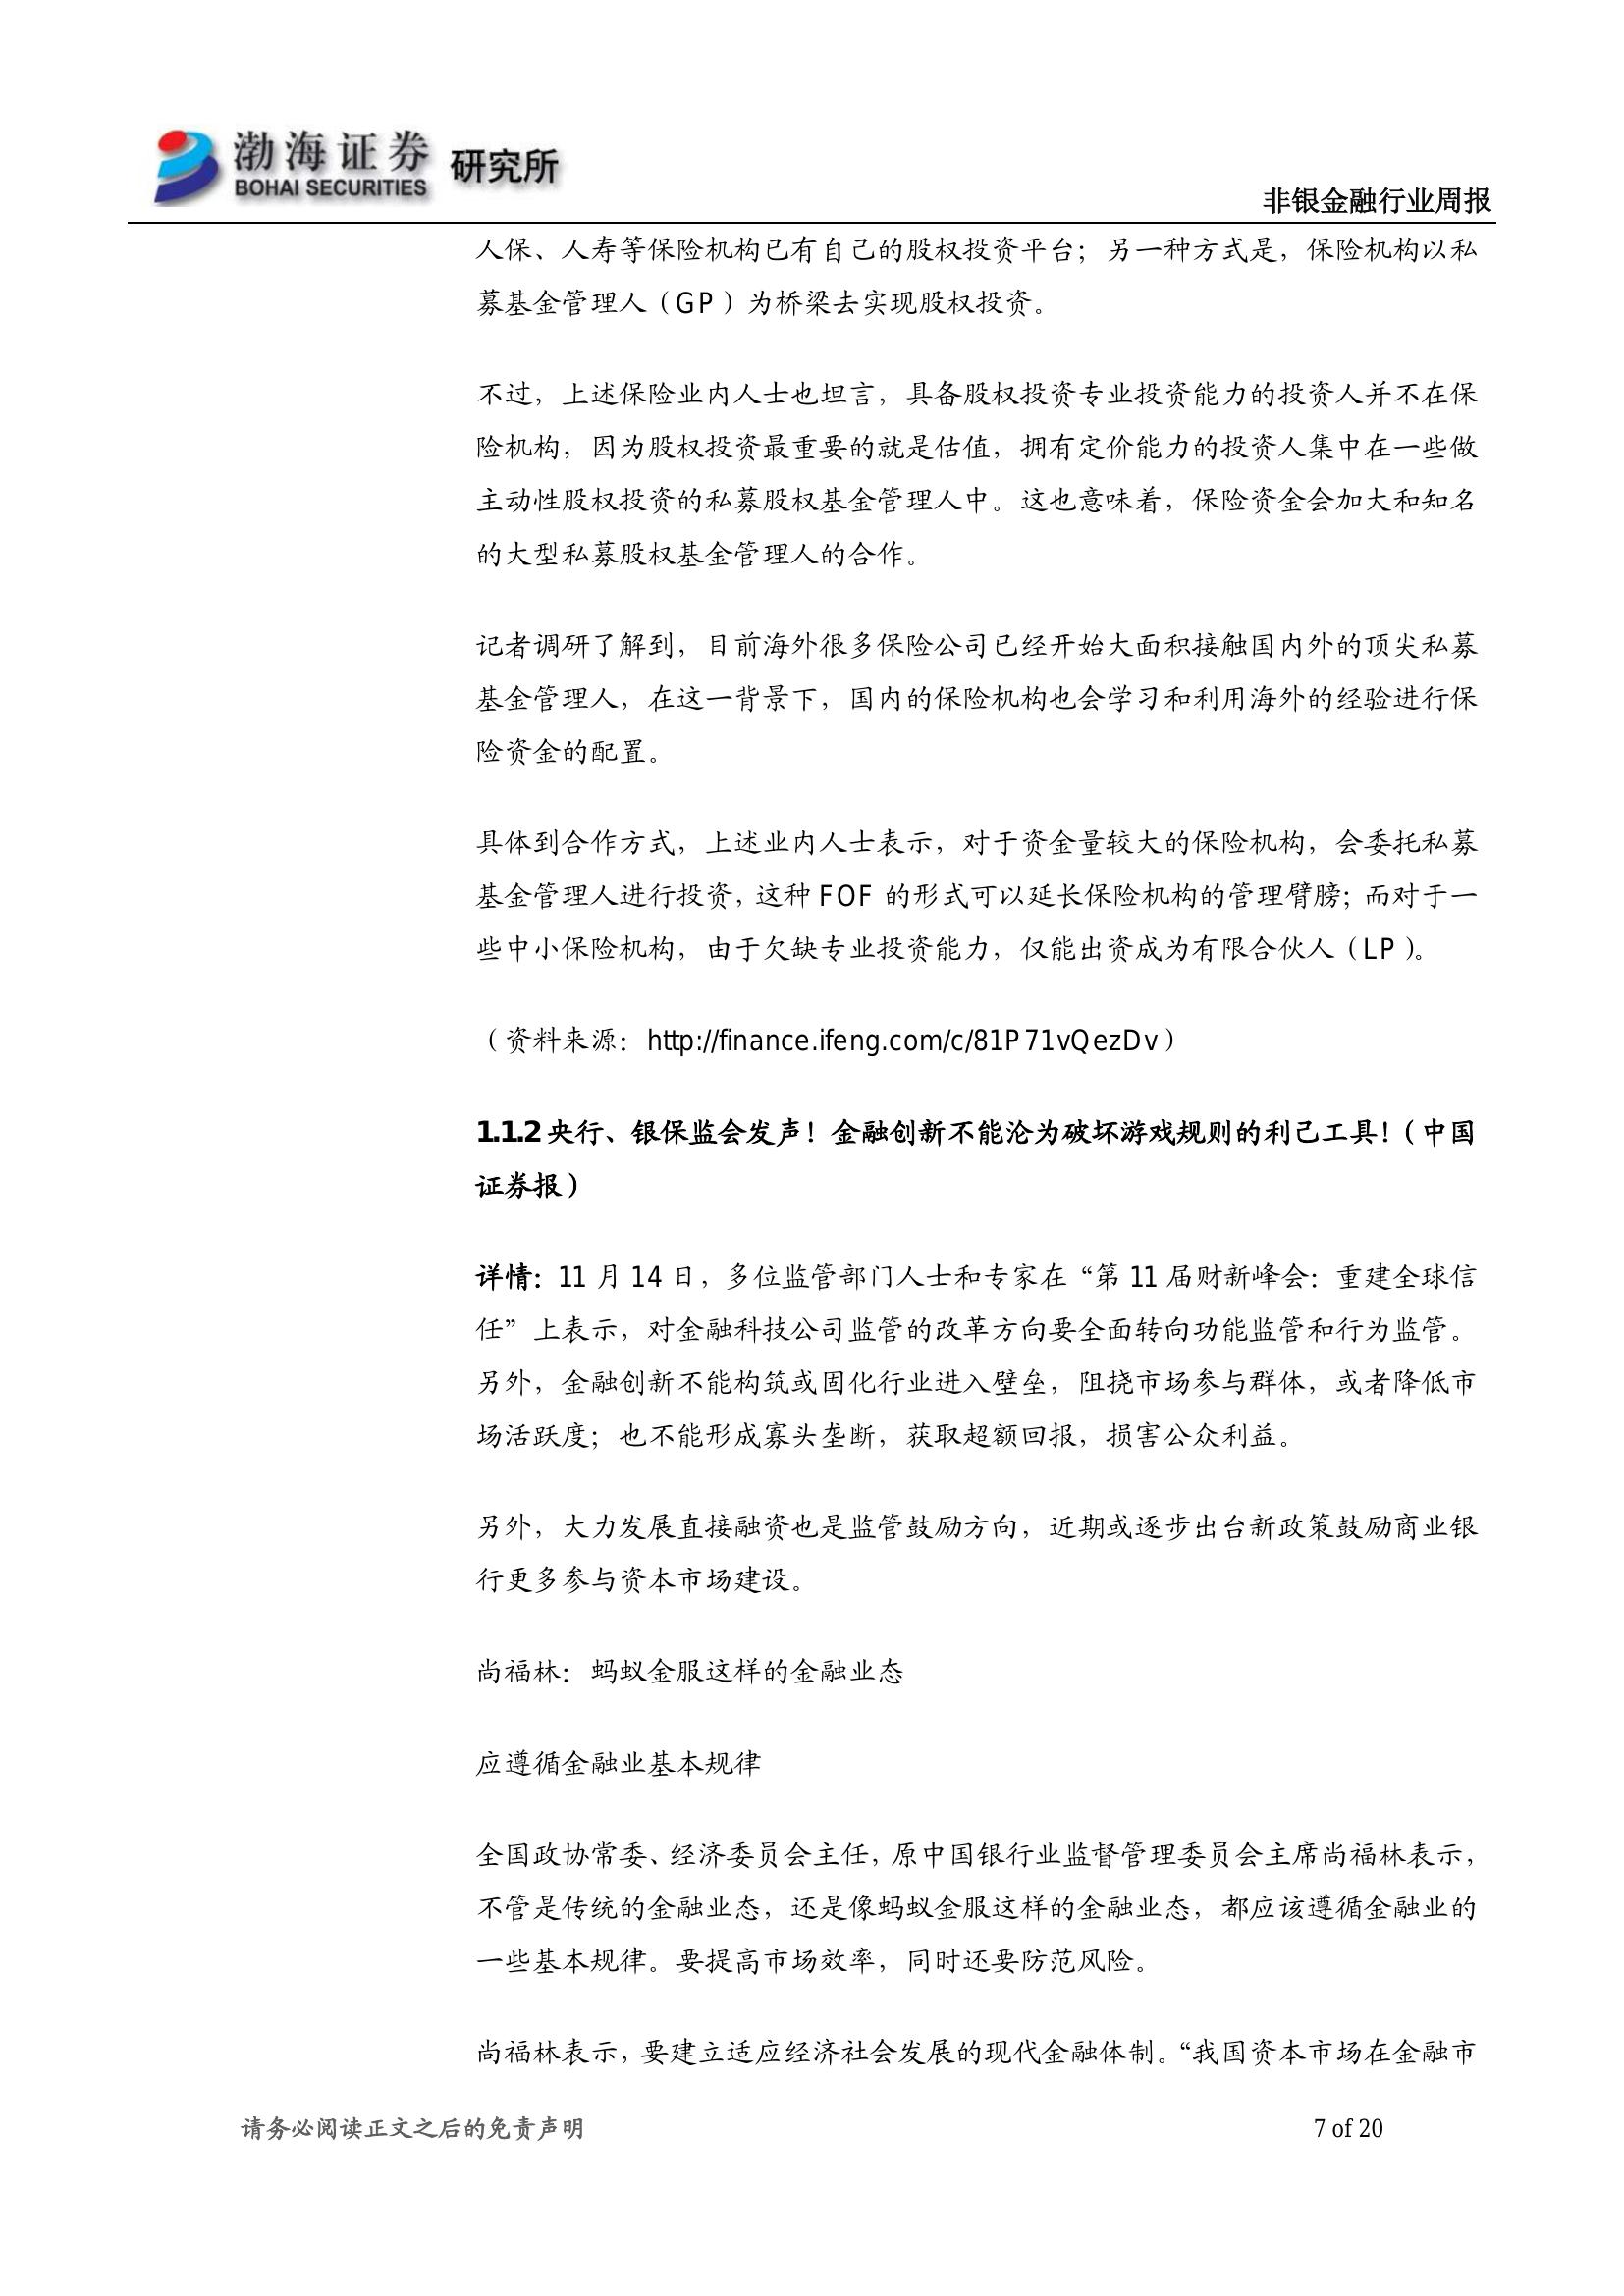 渤海证券 研究所
BOHAI SECURITIES
非银金融行业周报
人保、人寿等保险机构已有自己的股权投资平台；另一种方式是，保险机构以私
募基金管理人（GP）为桥梁去实现股权投资。
不过，上述保险业内人士也坦言，具备股权投资专业投资能力的投资人并不在保
险机构，因为股权投资最重要的就是估值，拥有定价能力的投资人集中在一些做
主动性股权投资的私募股权基金管理人中。这也意味着，保险资金会加大和知名
的大型私募股权基金管理人的合作。
记者调研了解到，目前海外很多保险公司已经开始大面积接触国内外的顶尖私募
基金管理人，在这一背景下，国内的保险机构也会学习和利用海外的经验进行保
险资金的配置。
具体到合作方式，上述业内人士表示，对于资金量较大的保险机构，会委托私募
基金管理人进行投资，这种 FOF 的形式可以延长保险机构的管理臂膀；而对于一
些中小保险机构，由于欠缺专业投资能力，仅能出资成为有限合伙人（LP）。
（资料来源：http://finance.ifeng.com/c/81P71vQezDv）
1.1.2 央行、银保监会发声！金融创新不能沦为破坏游戏规则的利己工具！（中国
证券报）
详情：11 月 14 日，多位监管部门人士和专家在“第 11 届财新峰会：重建全球信
任”上表示，对金融科技公司监管的改革方向要全面转向功能监管和行为监管。
另外，金融创新不能构筑或固化行业进入壁垒，阻挠市场参与群体，或者降低市
场活跃度；也不能形成寡头垄断，获取超额回报，损害公众利益。
另外，大力发展直接融资也是监管鼓励方向，近期或逐步出台新政策鼓励商业银
行更多参与资本市场建设。
尚福林：蚂蚁金服这样的金融业态
应遵循金融业基本规律
全国政协常委、经济委员会主任，原中国银行业监督管理委员会主席尚福林表示，
不管是传统的金融业态，还是像蚂蚁金服这样的金融业态，都应该遵循金融业的
一些基本规律。要提高市场效率，同时还要防范风险。
尚福林表示，要建立适应经济社会发展的现代金融体制。“我国资本市场在金融市
请务必阅读正文之后的免责声明
7 of 20